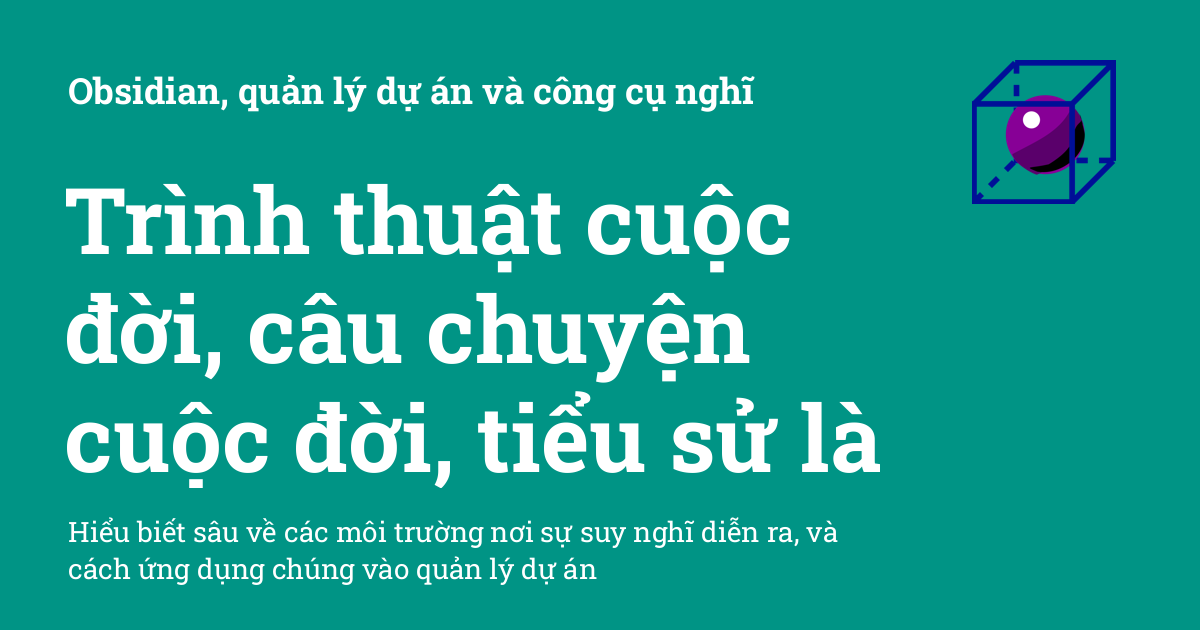 Obsidian, quản lý dự án và công cụ nghĩ
Trình thuật cuộc
đời, câu chuyện
cuộc đời, tiểu sử là
Hiểu biết sâu về các môi trường nơi sự suy nghĩ diễn ra, và
cách ứng dụng chúng vào quản lý dự án